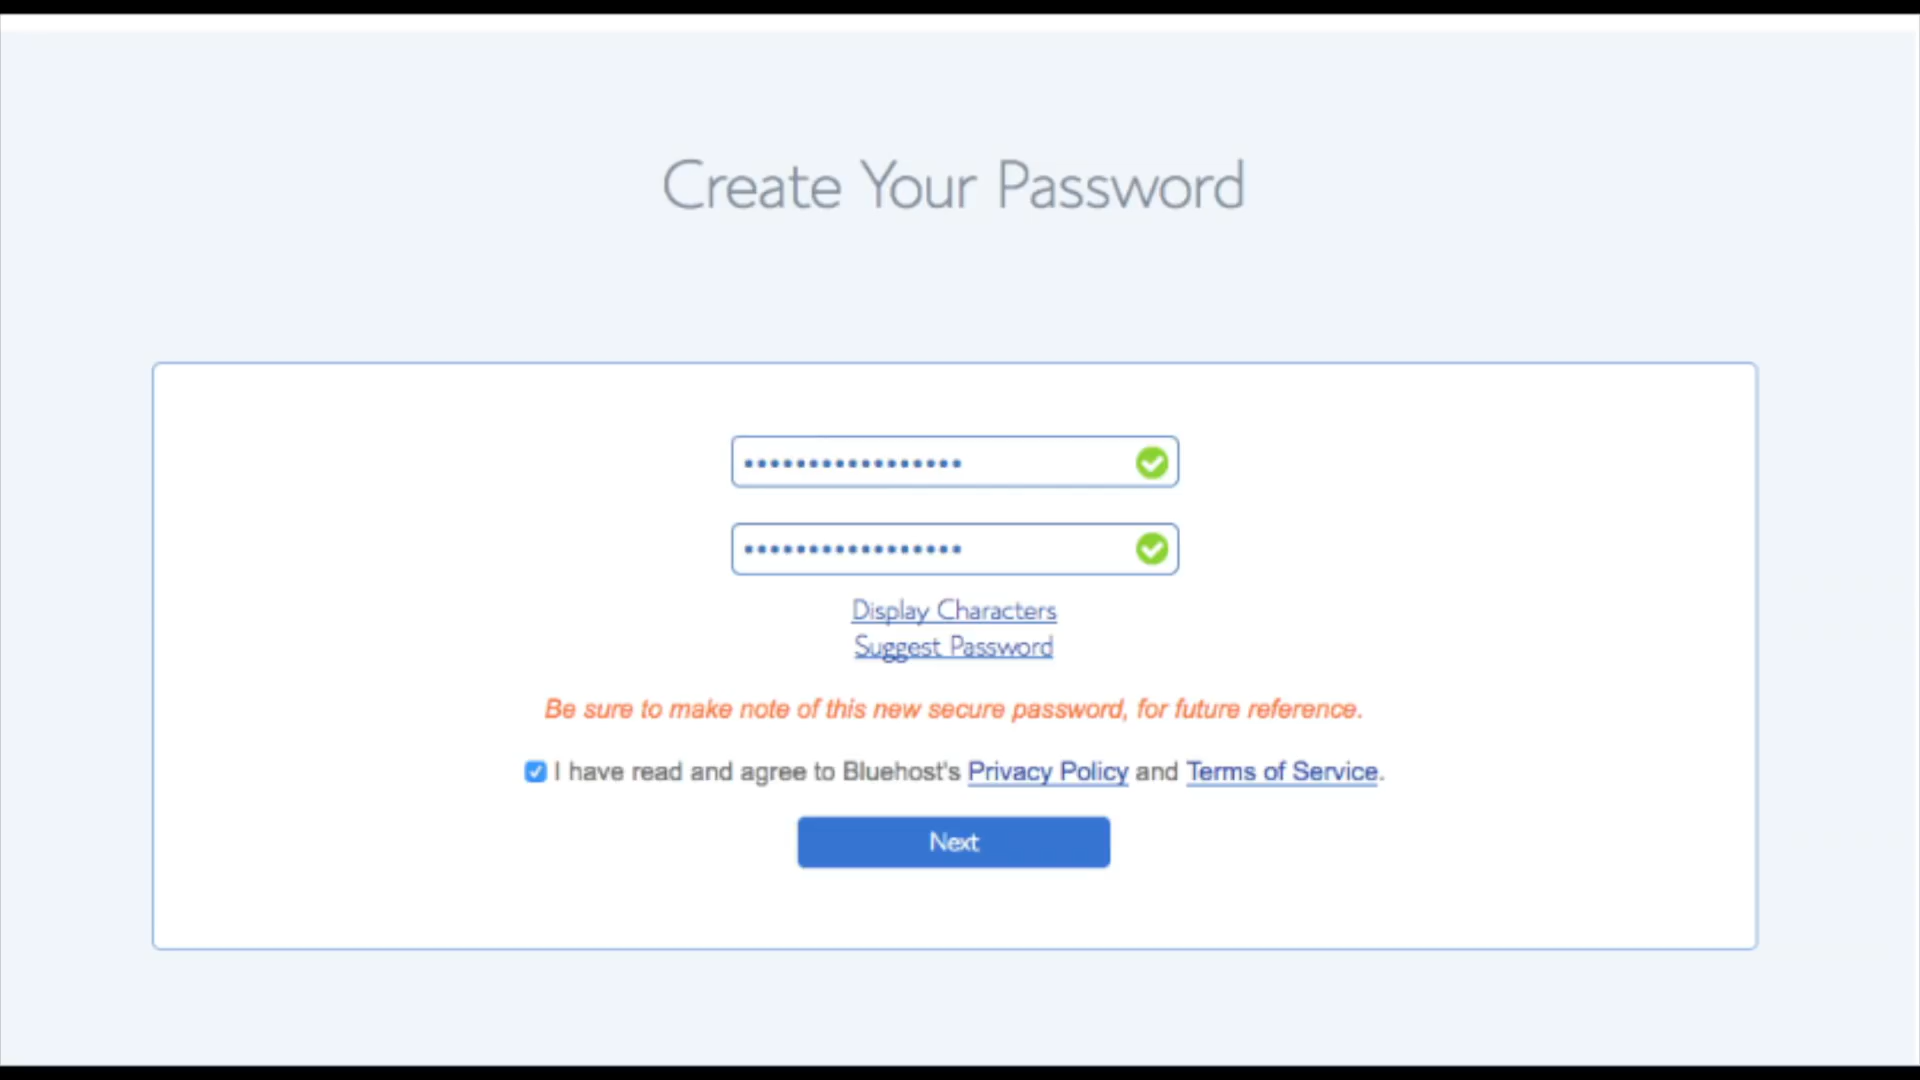 Create Your Password
•••••••••••••••••
•••••••••••••••••
Display Characters
Suggest Password
Be sure to make note of this new secure password, for future reference.
I have read and agree to Bluehost's Privacy Policy and Terms of Service.
Next